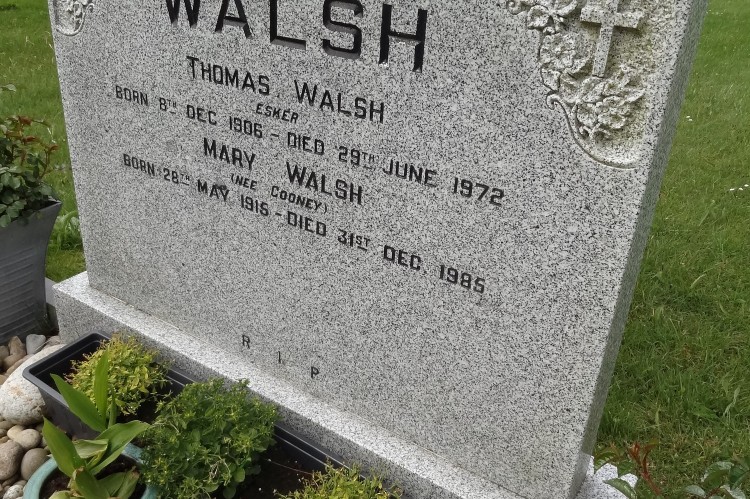 WALSH
THOMAS WALSH
ESKER
BORN 8TH DEC 1906 - DIED 29TH JUNE 1972
MARY WALSH
(NEE COONEY)
BORN 28TH MAY 1915 - DIED 31ST DEC. 1985
R I P